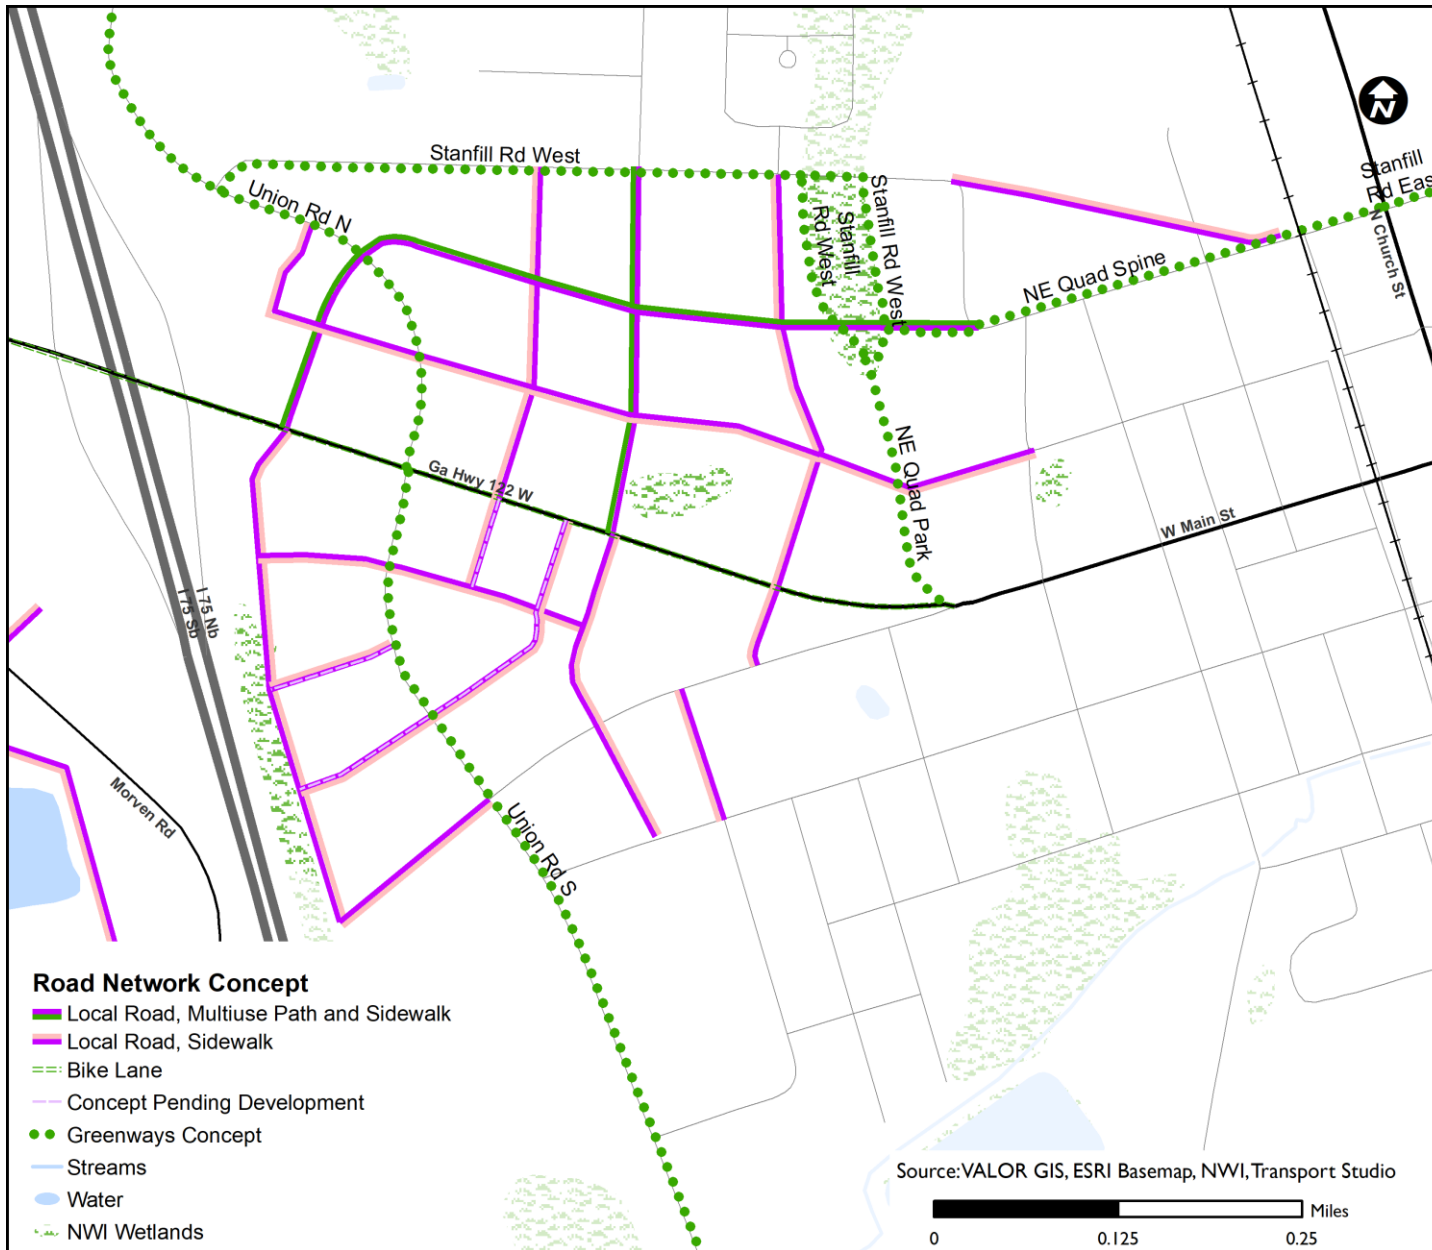 N
Stanfill
Rd East
Stanfill Rd West
Union Rd N
Stanfill Rd West
Stanfill
Rd West
N Church St
NE Quad Spine
Ga Hwy 122 W
NE Quad Park
W Main St
I 75 Nb
I 75 Sb
Morven Rd
Union Rd S
Road Network Concept
Local Road, Multiuse Path and Sidewalk
Local Road, Sidewalk
Bike Lane
Concept Pending Development
Greenways Concept
Streams
Water
NWI Wetlands
Source: VALOR GIS, ESRI Basemap, NWI, Transport Studio
Miles
0 0.125 0.25